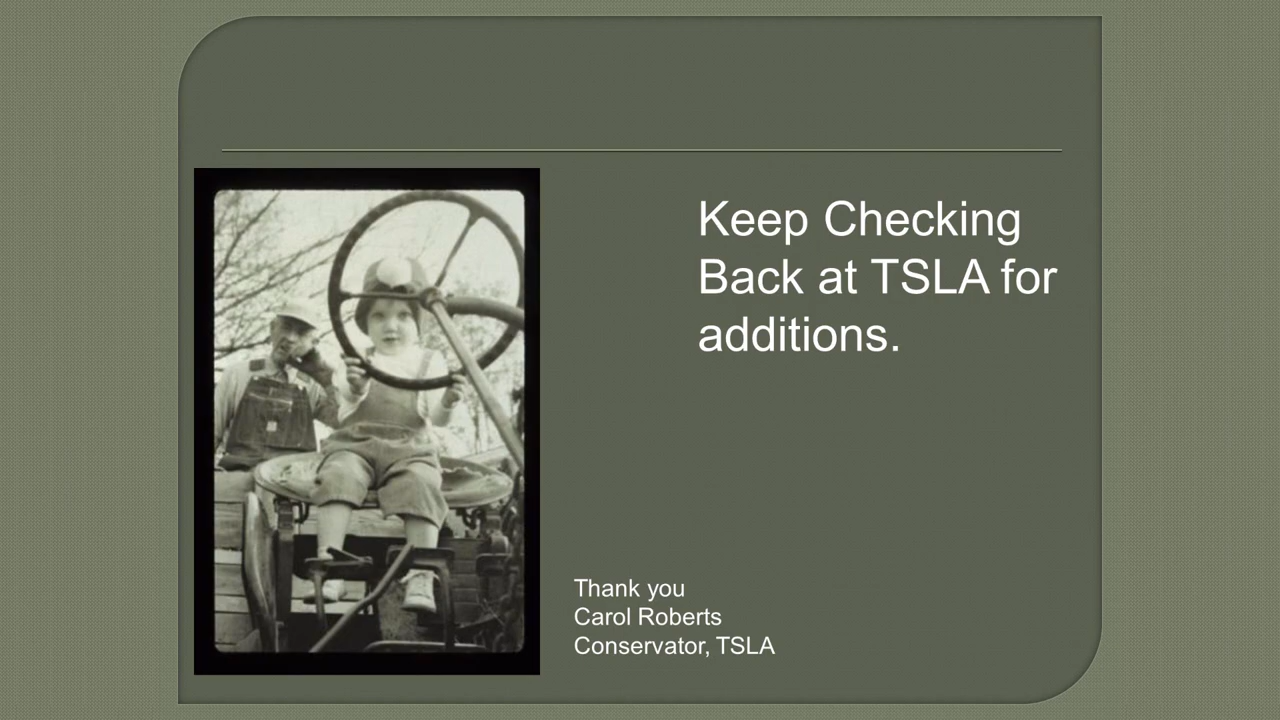 Keep Checking
Back at TSLA for
additions.
Thank you
Carol Roberts
Conservator, TSLA